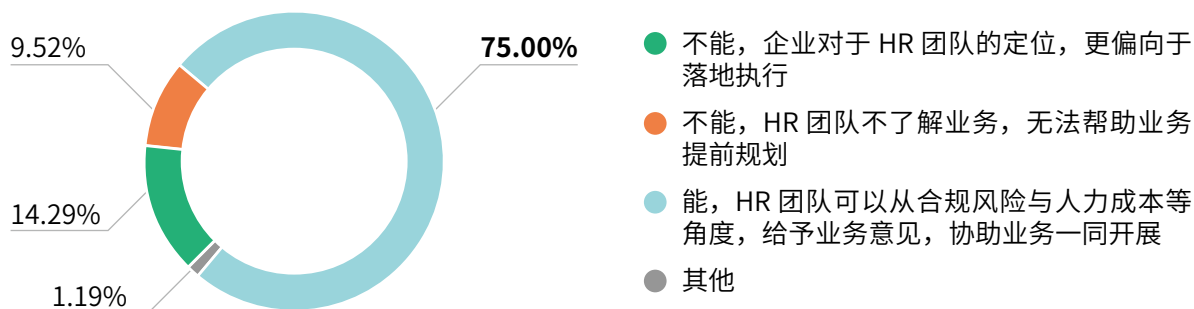 9.52%
75.00%
14.29%
1.19%
不能，企业对于 HR 团队的定位，更偏向于
落地执行
不能，HR 团队不了解业务，无法帮助业务
提前规划
能，HR 团队可以从合规风险与人力成本等
角度，给予业务意见，协助业务一同开展
其他